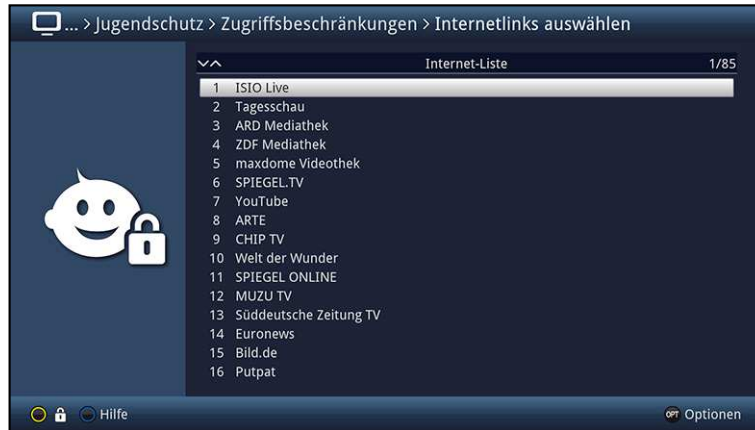 ... > Jugendschutz > Zugriffsbeschränkungen > Internetlinks auswählen
Internet-Liste 1/85
1 ISIO Live
2 Tagesschau
3 ARD Mediathek
4 ZDF Mediathek
5 maxdome Videothek
6 SPIEGEL.TV
7 YouTube
8 ARTE
9 CHIP TV
10 Welt der Wunder
11 SPIEGEL ONLINE
12 MUZU TV
13 Süddeutsche Zeitung TV
14 Euronews
15 Bild.de
16 Putpat
Hilfe OPT Optionen